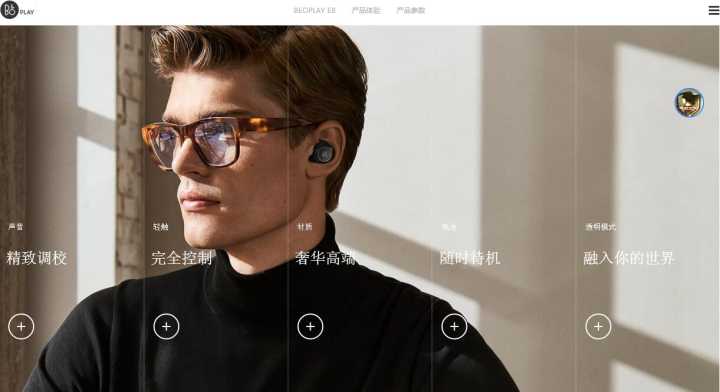 B&O PLAY
BEOPLAY E8
产品体验
产品参数
声音
轻触
材质
透明模式
精致调校
完全控制
奢华高端
随时待机
融入你的世界